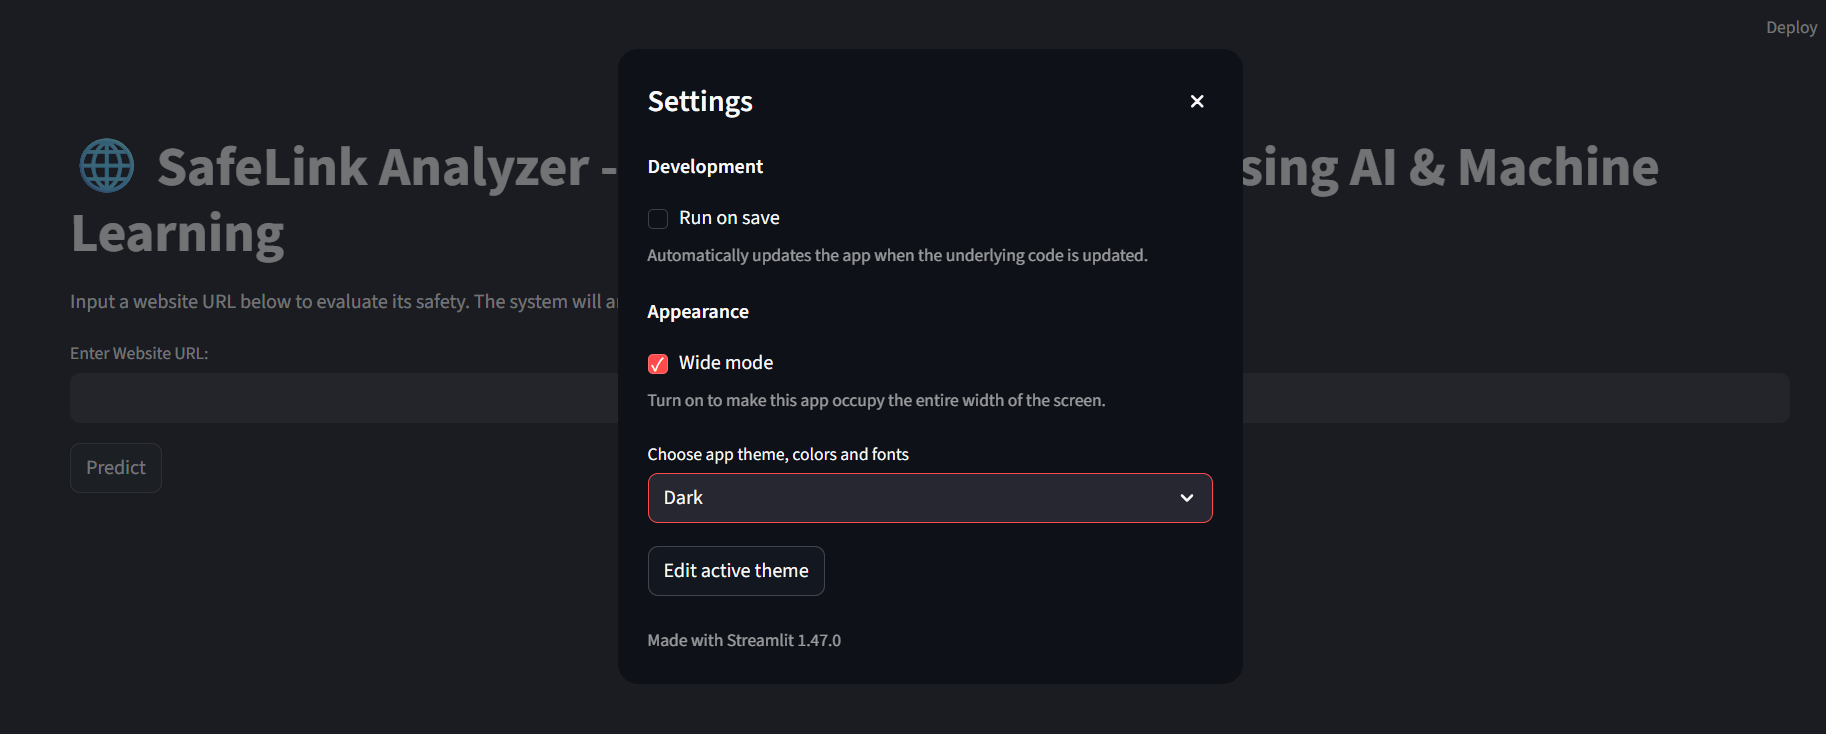 Deploy
Settings
Development
Run on save
Automatically updates the app when the underlying code is updated.
Appearance
Wide mode
Turn on to make this app occupy the entire width of the screen.
Choose app theme, colors and fonts
Dark
Edit active theme
Made with Streamlit 1.47.0
SafeLink Analyzer - sing AI & Machine
Learning
Input a website URL below to evaluate its safety. The system will
Enter Website URL:
Predict